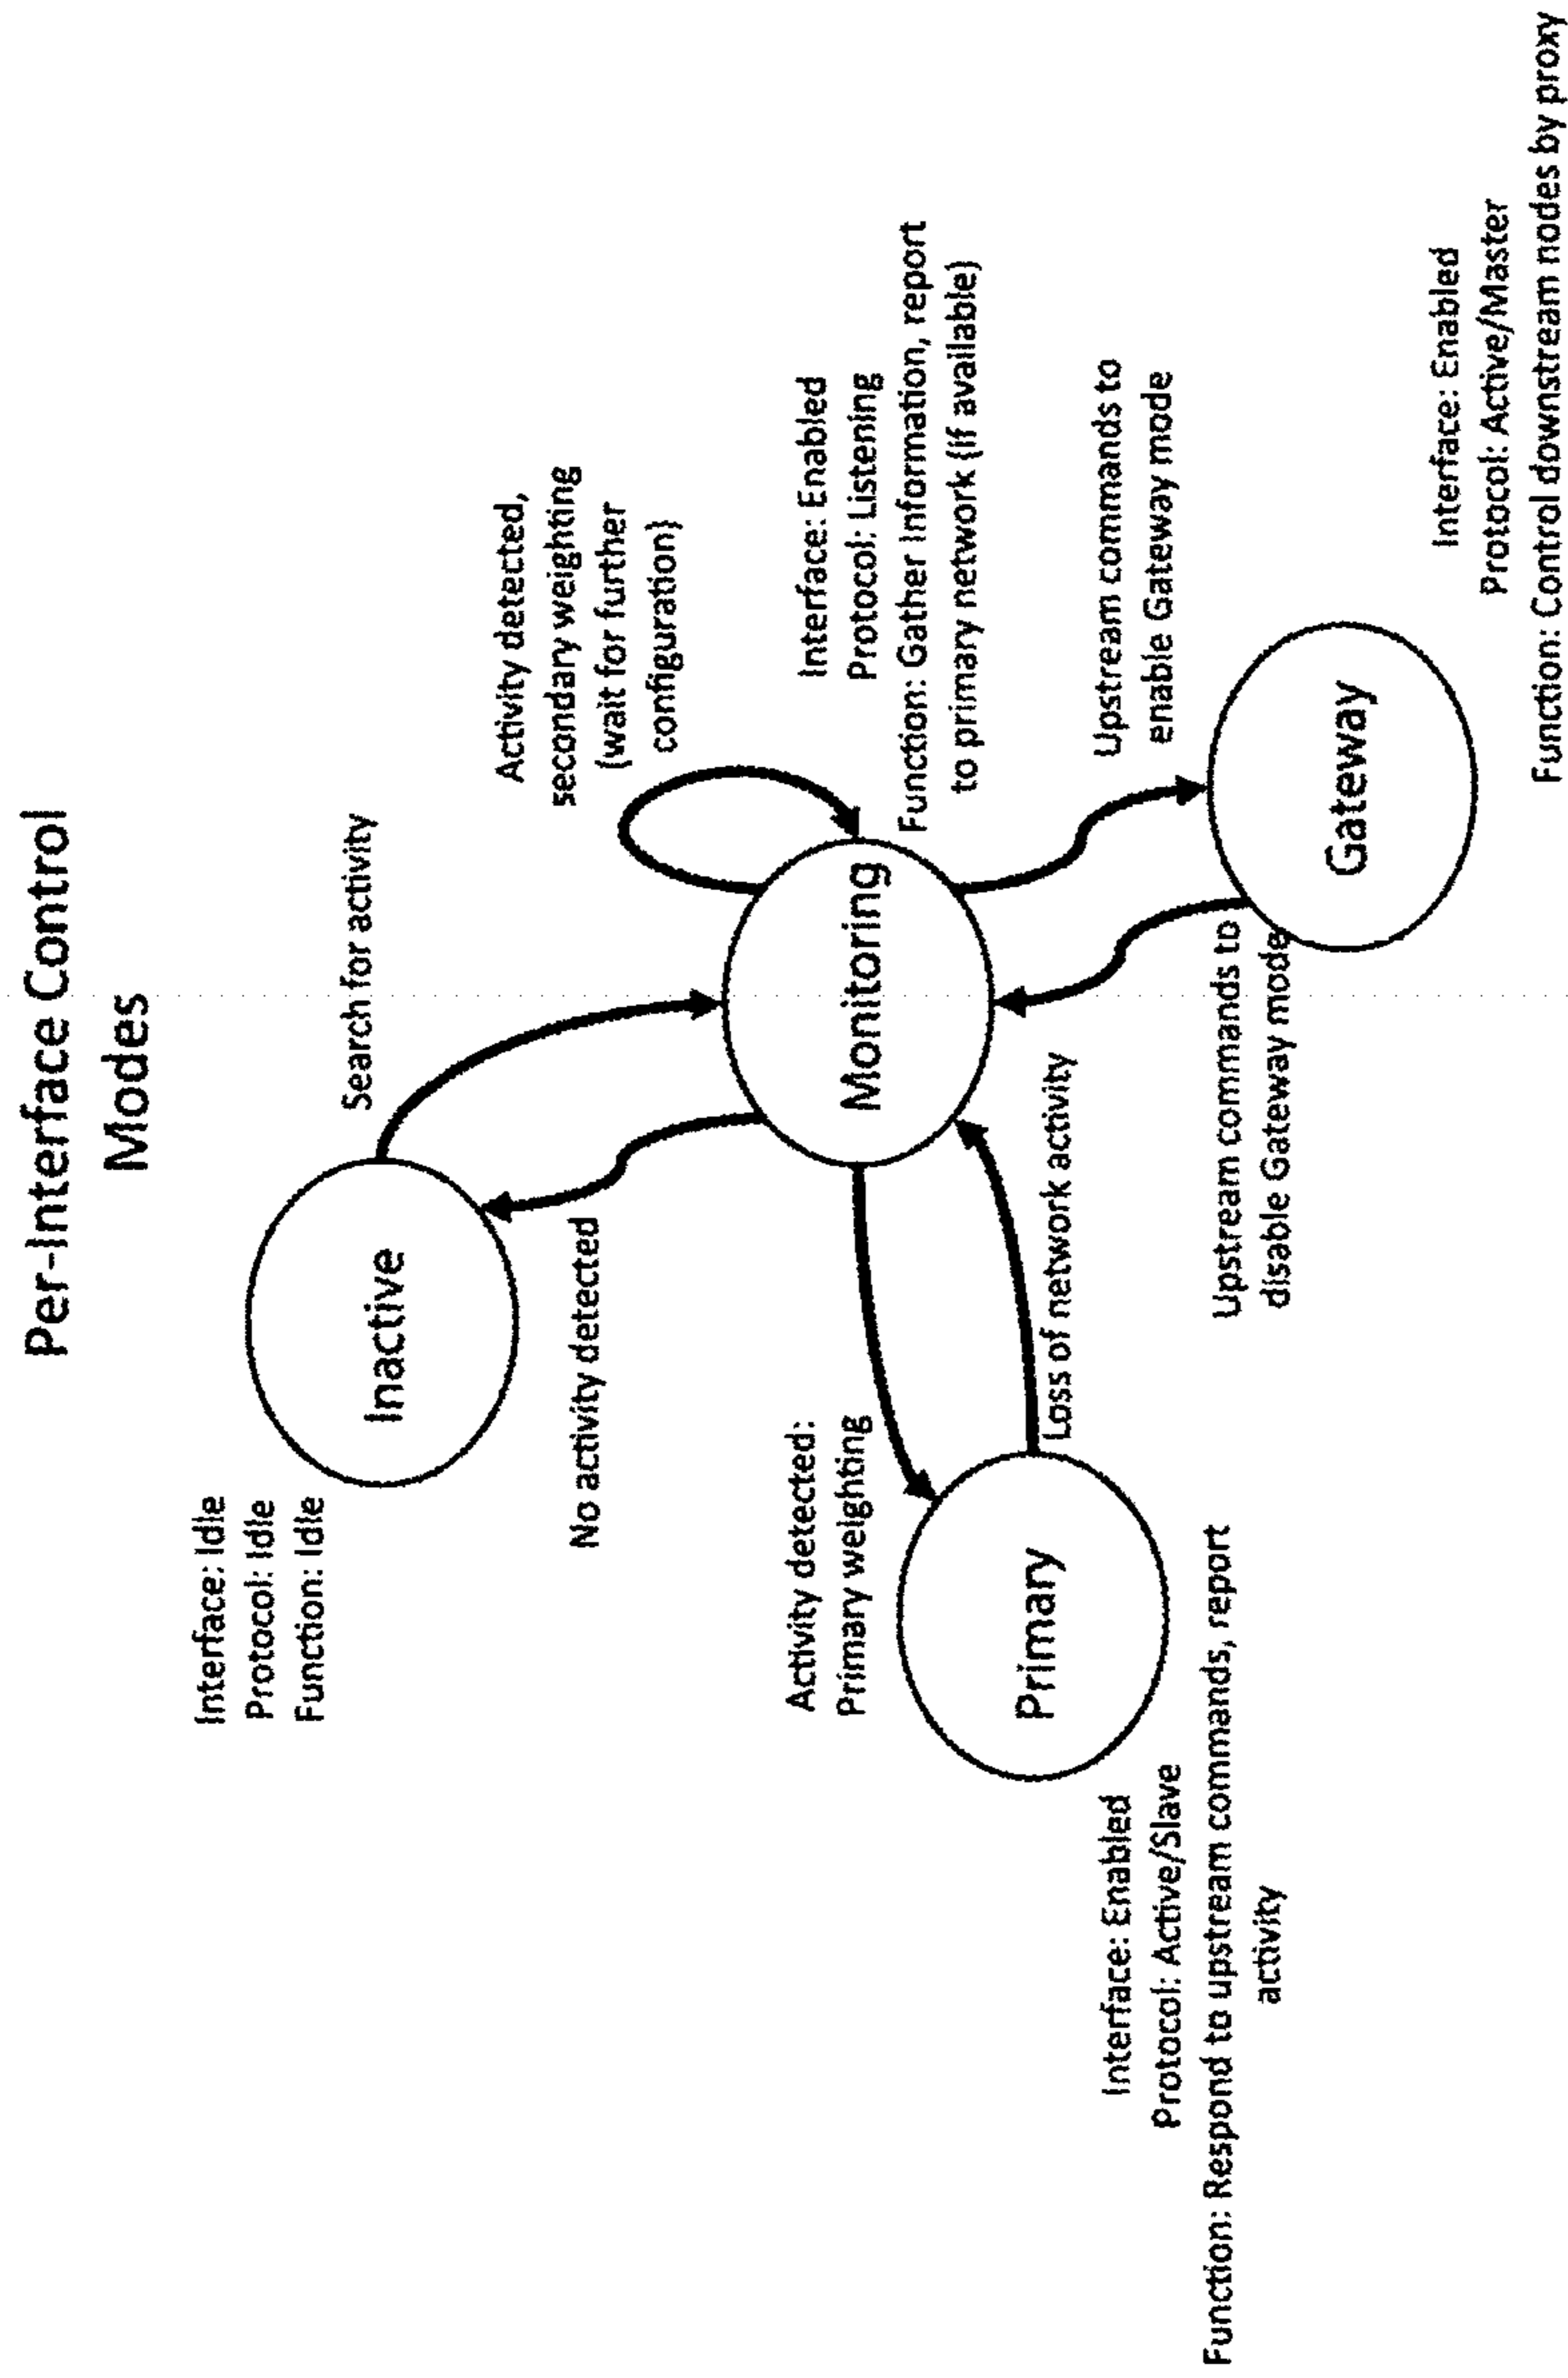 Per-Interface Control
Modes
Interface: Idle
Protocol: Idle
Function: Idle
Inactive
Search for activity
No activity detected
Activity detected,
secondary weighting
(wait for further
configuration)
Activity detected:
Primary weighting
Monitoring
Interface: Enabled
Protocol: Listening
Function: Gather Information, report
to primary network (if available)
Primary
Loss of network activity
Interface: Enabled
Protocol: Active/Slave
Function: Respond to upstream commands, report
activity
Upstream commands to
enable Gateway mode
Upstream commands to
disable Gateway mode
Gateway
Interface: Enabled
Protocol: Active/Master
Function: Control downstream nodes by proxy